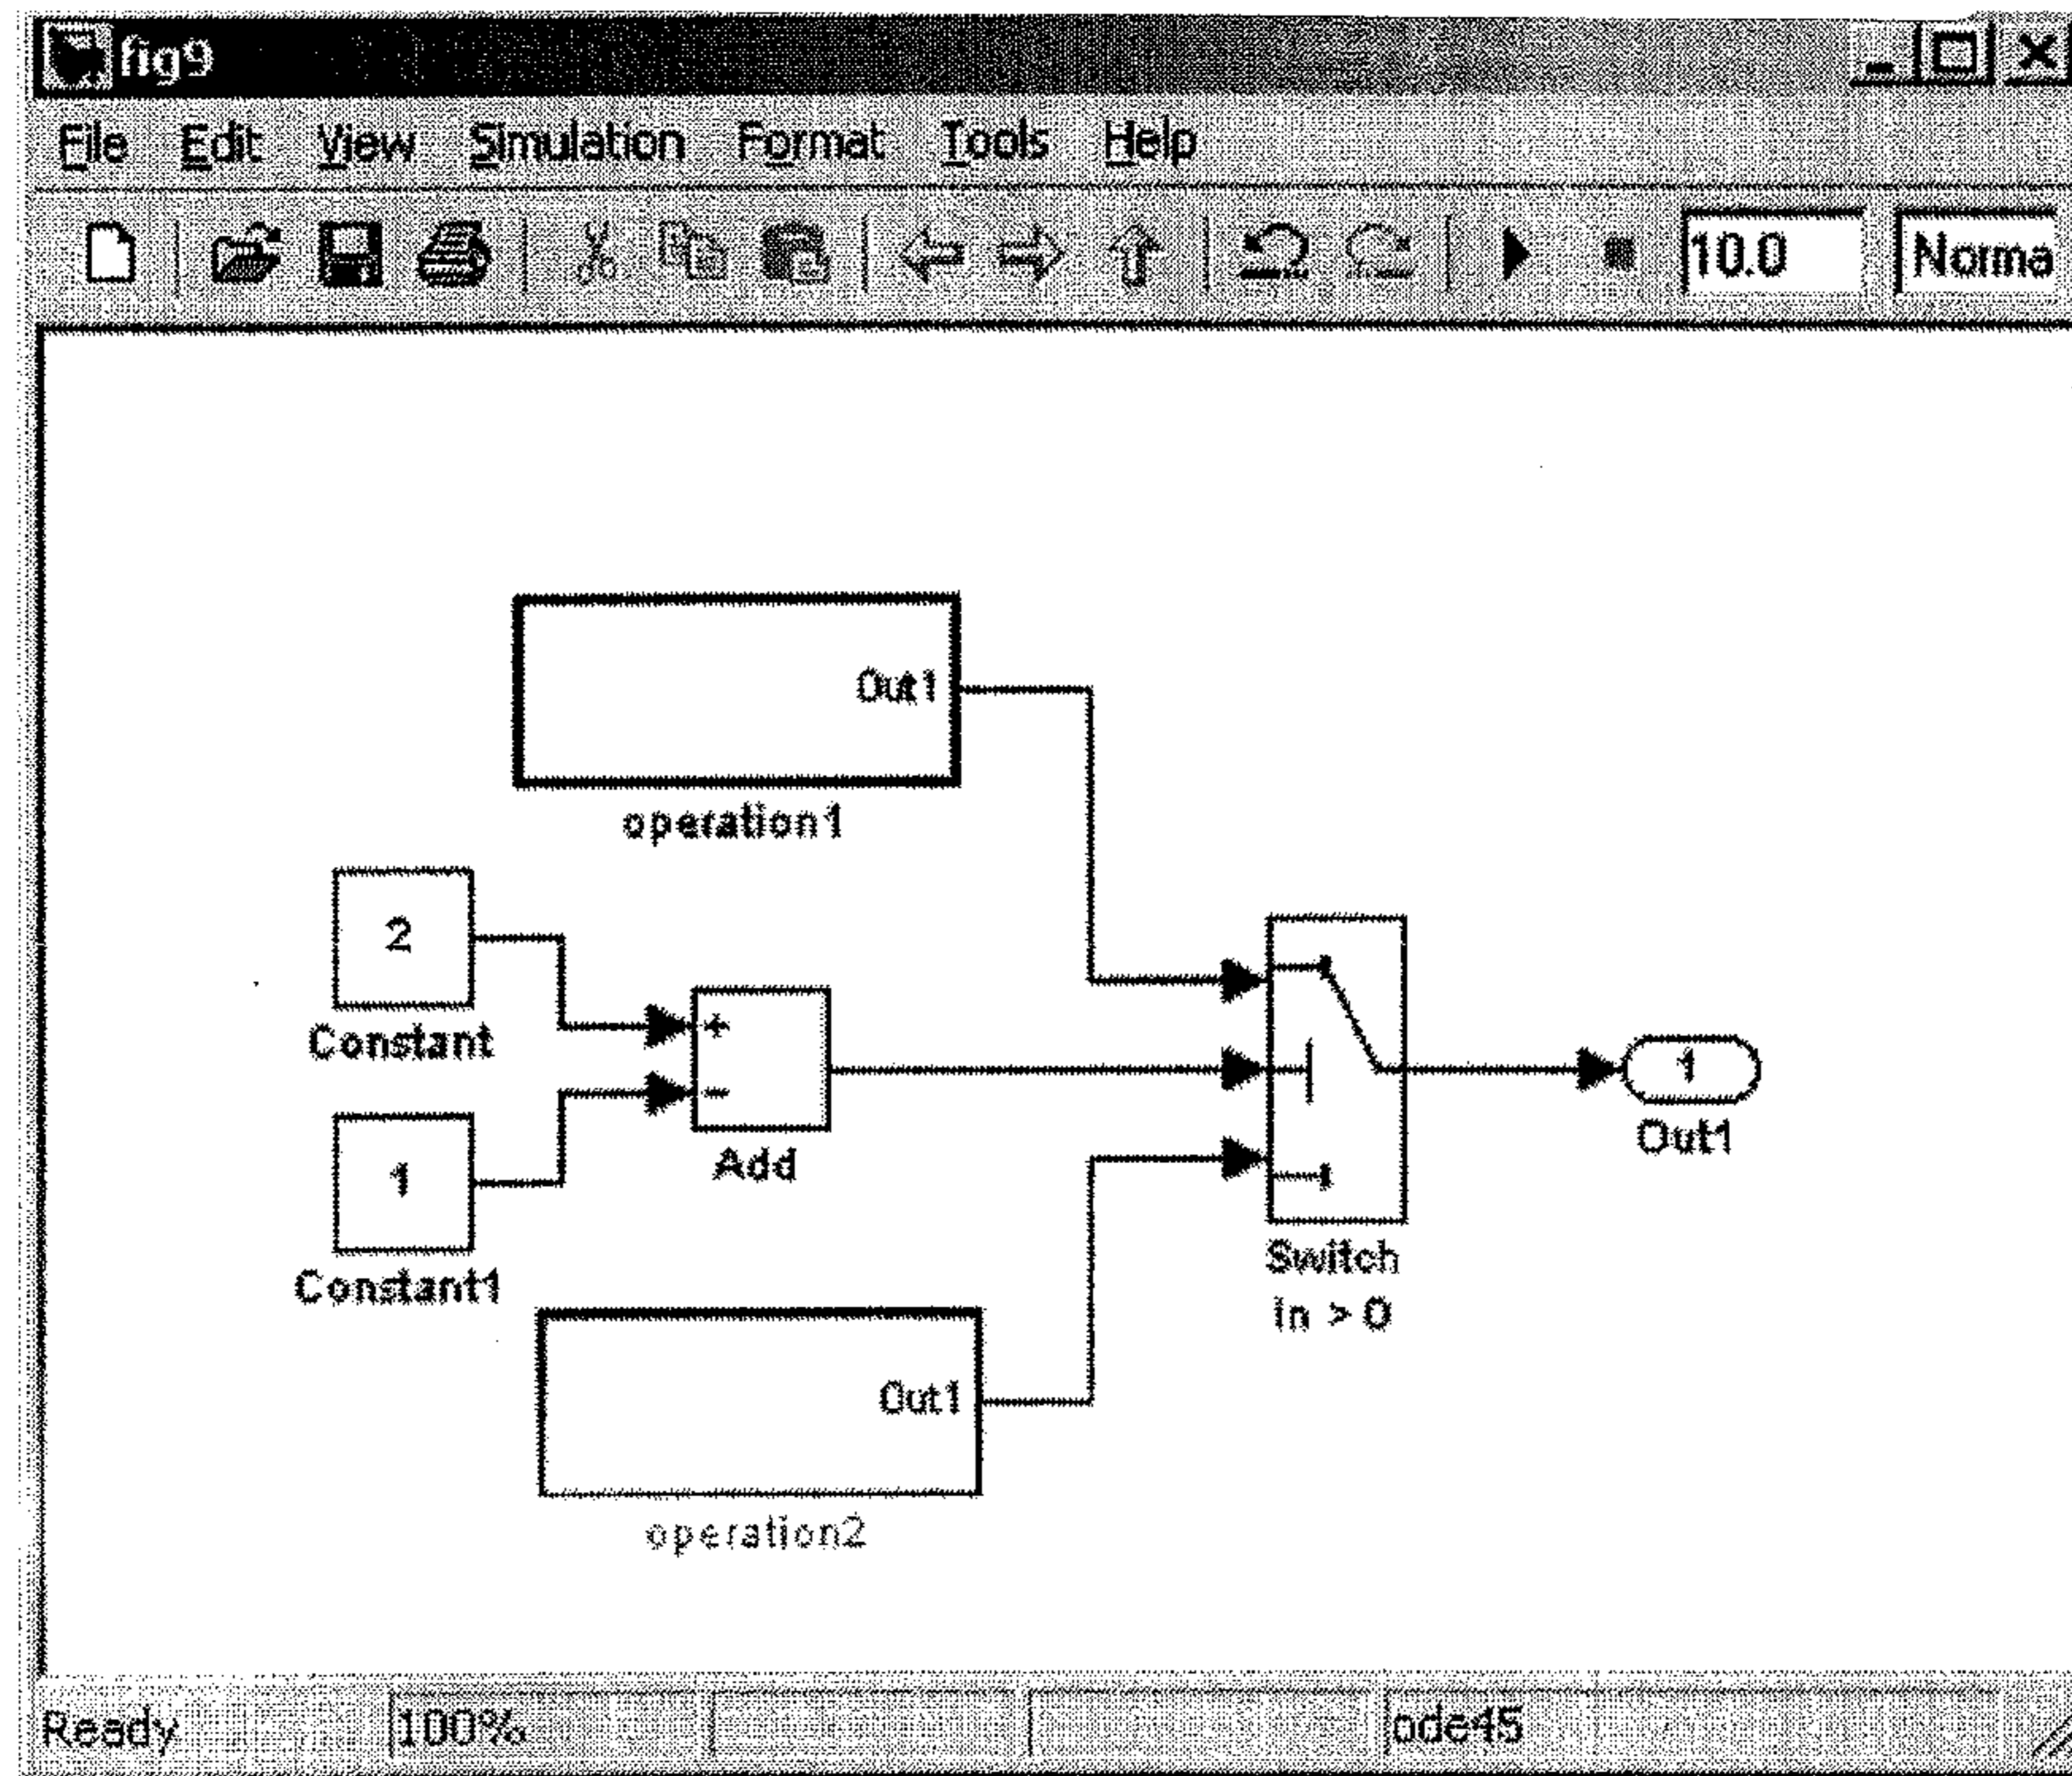 fig9
File Edit View Simulation Format Tools Help
10.0 Norma
Out1
operation1
2
Constant
+
-
Add
1
Constant1
Switch
in > 0
1
Out1
Out1
operation2
Ready 100% ode45